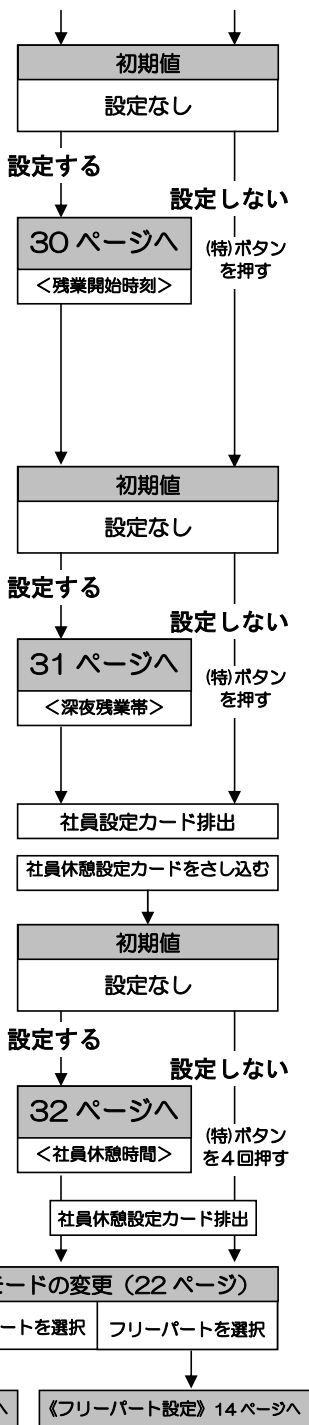 初期値
設定なし
設定する
設定しない
30 ページへ
＜残業開始時刻＞
(特)ボタン
を押す
初期値
設定なし
設定する
設定しない
31 ページへ
＜深夜残業帯＞
(特)ボタン
を押す
社員設定カード排出
社員休憩設定カードをさし込む
初期値
設定なし
設定する
設定しない
32 ページへ
＜社員休憩時間＞
(特)ボタン
を４回押す
社員休憩設定カード排出
モードの変更（22 ページ）
ートを選択
フリーパートを選択
へ
《フリーパート設定》14 ページへ